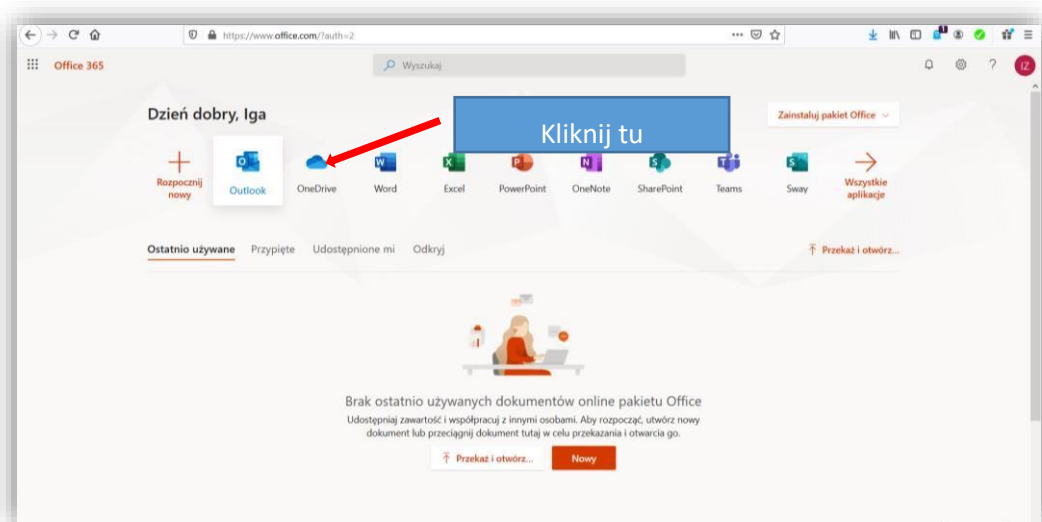 https://www.office.com/?auth=2
Office 365
Wyszukaj
IZ
Dzień dobry, Iga
Kliknij tu
Zainstaluj pakiet Office
Rozpocznij
nowy
Outlook
OneDrive
Word
Excel
PowerPoint
OneNote
SharePoint
Teams
Sway
Wszystkie
aplikacje
Ostatnio używane Przypięte Udostępnione mi Odkryj
Przekaż i otwórz...
Brak ostatnio używanych dokumentów online pakietu Office
Udostępniaj zawartość i współpracuj z innymi osobami. Aby rozpocząć, utwórz nowy
dokument lub przeciągnij dokument tutaj w celu przekazania i otwarcia go.
Przekaż i otwórz...
Nowy